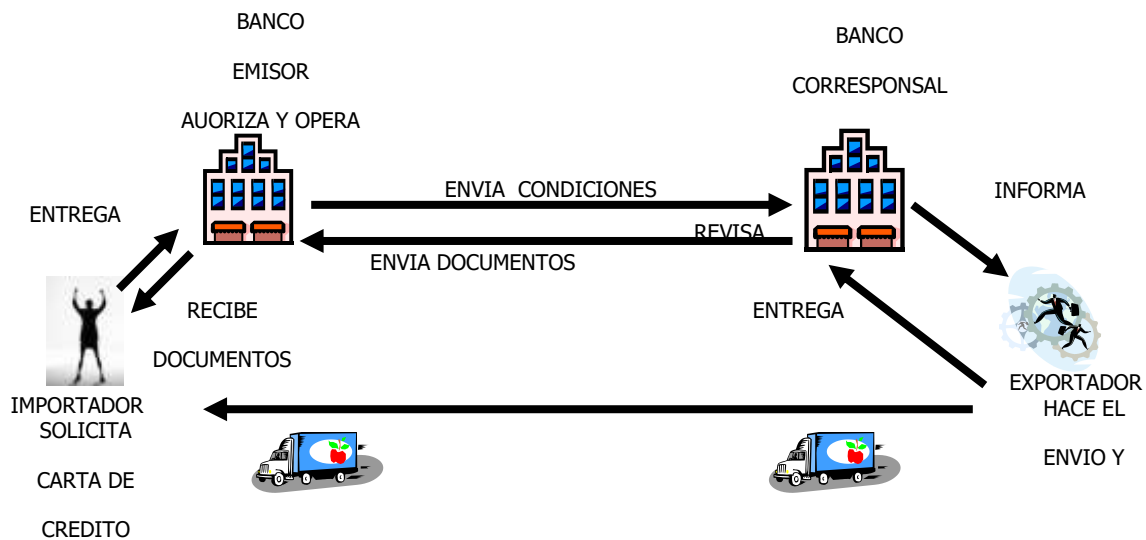 BANCO
EMISOR
AUORIZA Y OPERA
BANCO
CORRESPONSAL
ENTREGA
ENVIA  CONDICIONES
INFORMA
REVISA
ENVIA DOCUMENTOS
RECIBE
DOCUMENTOS
ENTREGA
IMPORTADOR
SOLICITA
CARTA DE
CREDITO
EXPORTADOR
HACE EL
ENVIO Y